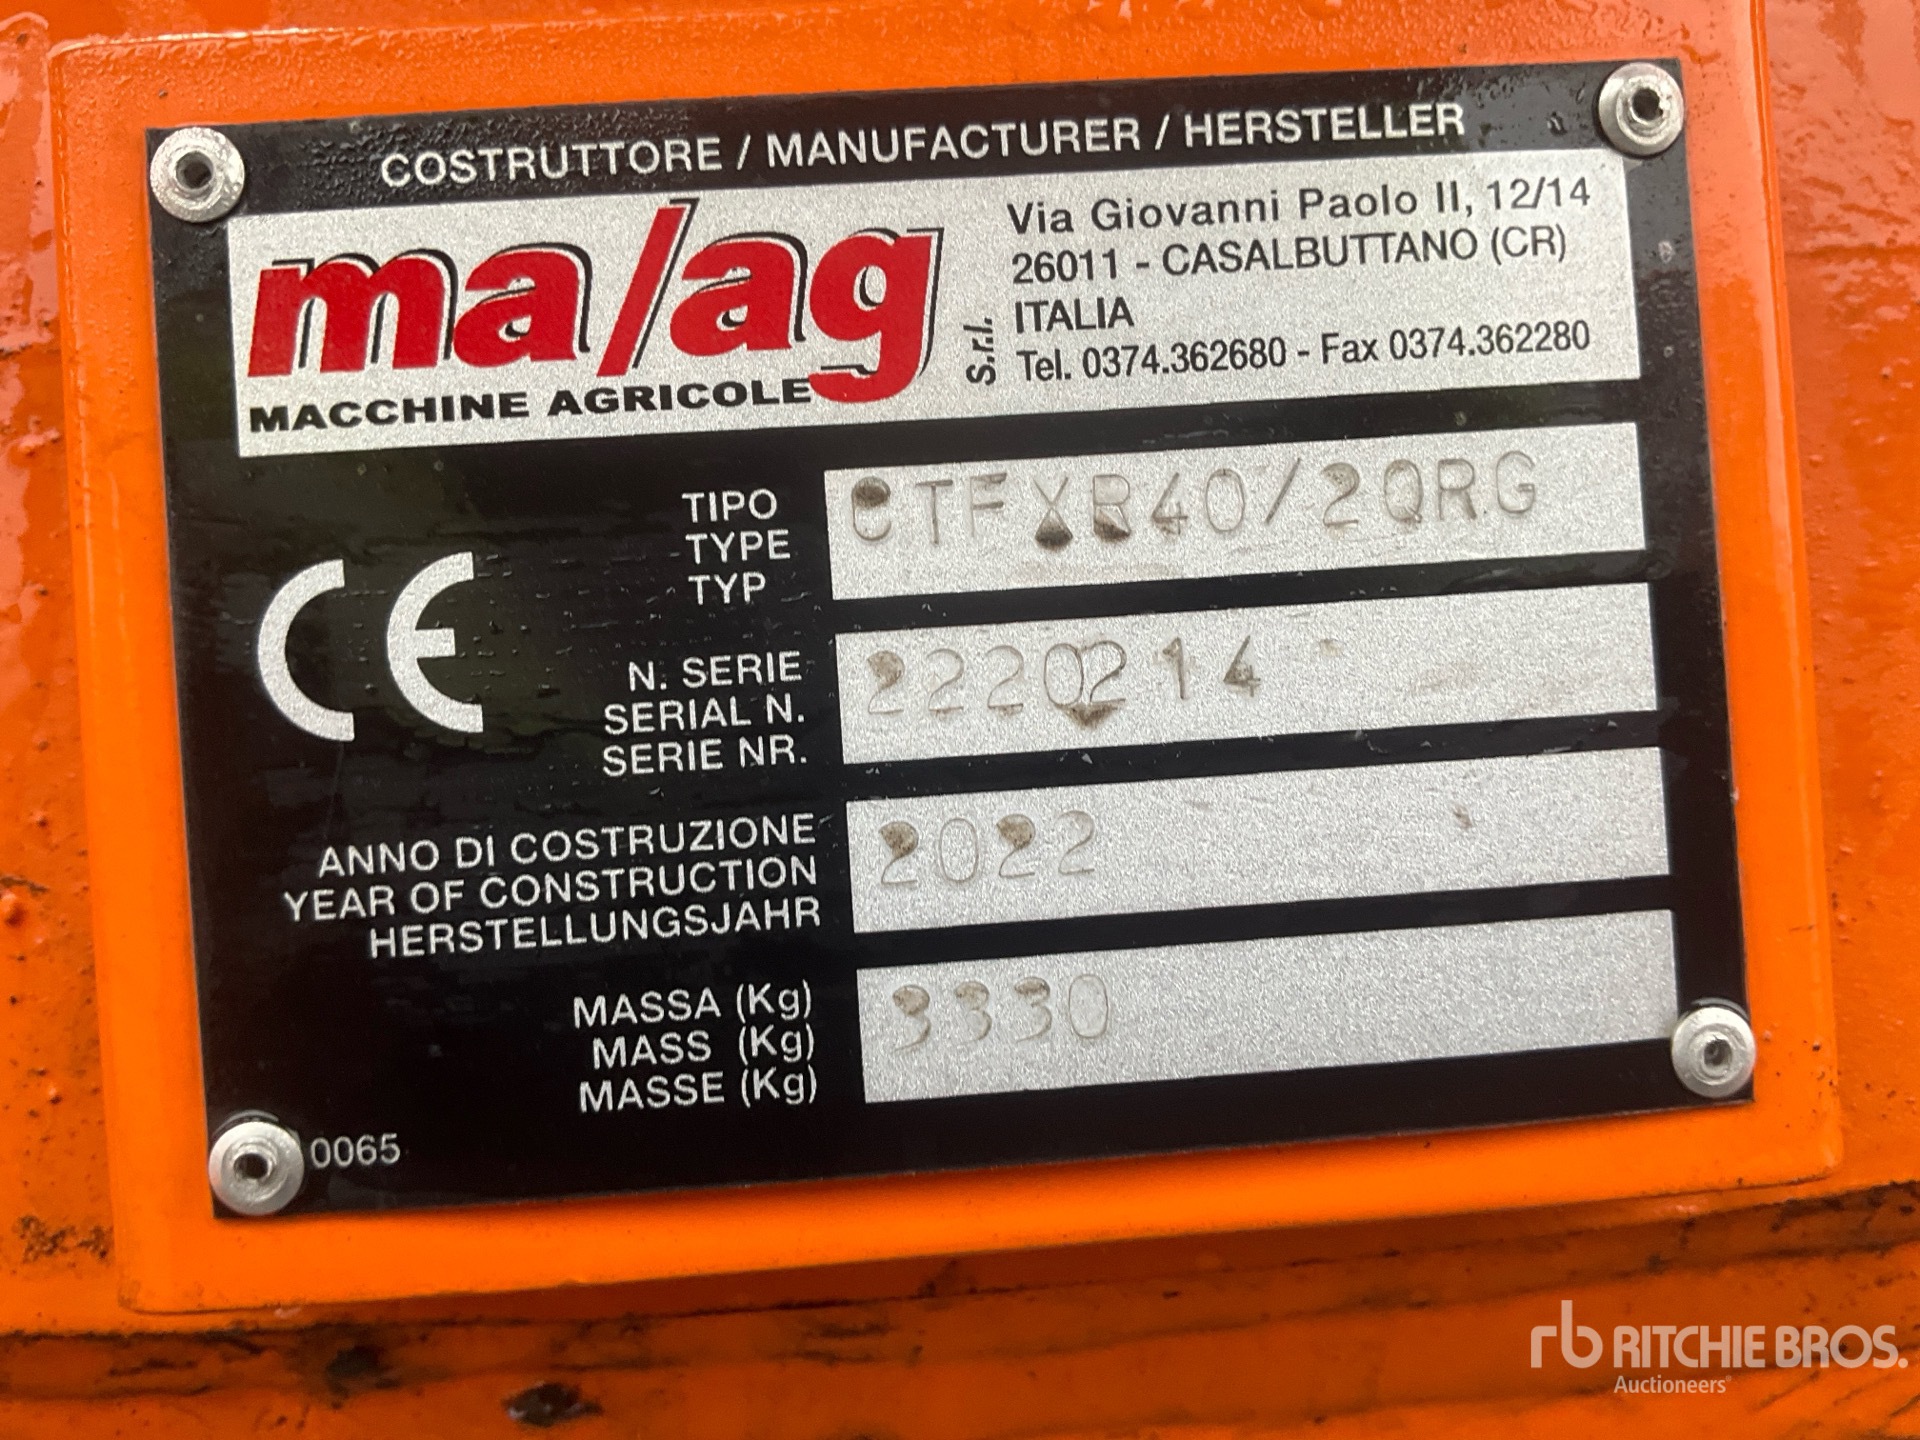 COSTRUTTORE / MANUFACTURER / HERSTELLER
ma/ag
MACCHINE AGRICOLE
S.r.l.
Via Giovanni Paolo II, 12/14
26011 - CASALBUTTANO (CR)
ITALIA
Tel. 0374.362680 - Fax 0374.362280
TIPO
TYPE
TYP
CTFXR40/2QRG
CE
N. SERIE
SERIAL N.
SERIE NR.
2220214
ANNO DI COSTRUZIONE
YEAR OF CONSTRUCTION
HERSTELLUNGSJAHR
2022
MASSA (Kg)
MASS (Kg)
MASSE (Kg)
3330
0065
rb RITCHIE BROS.
Auctioneers